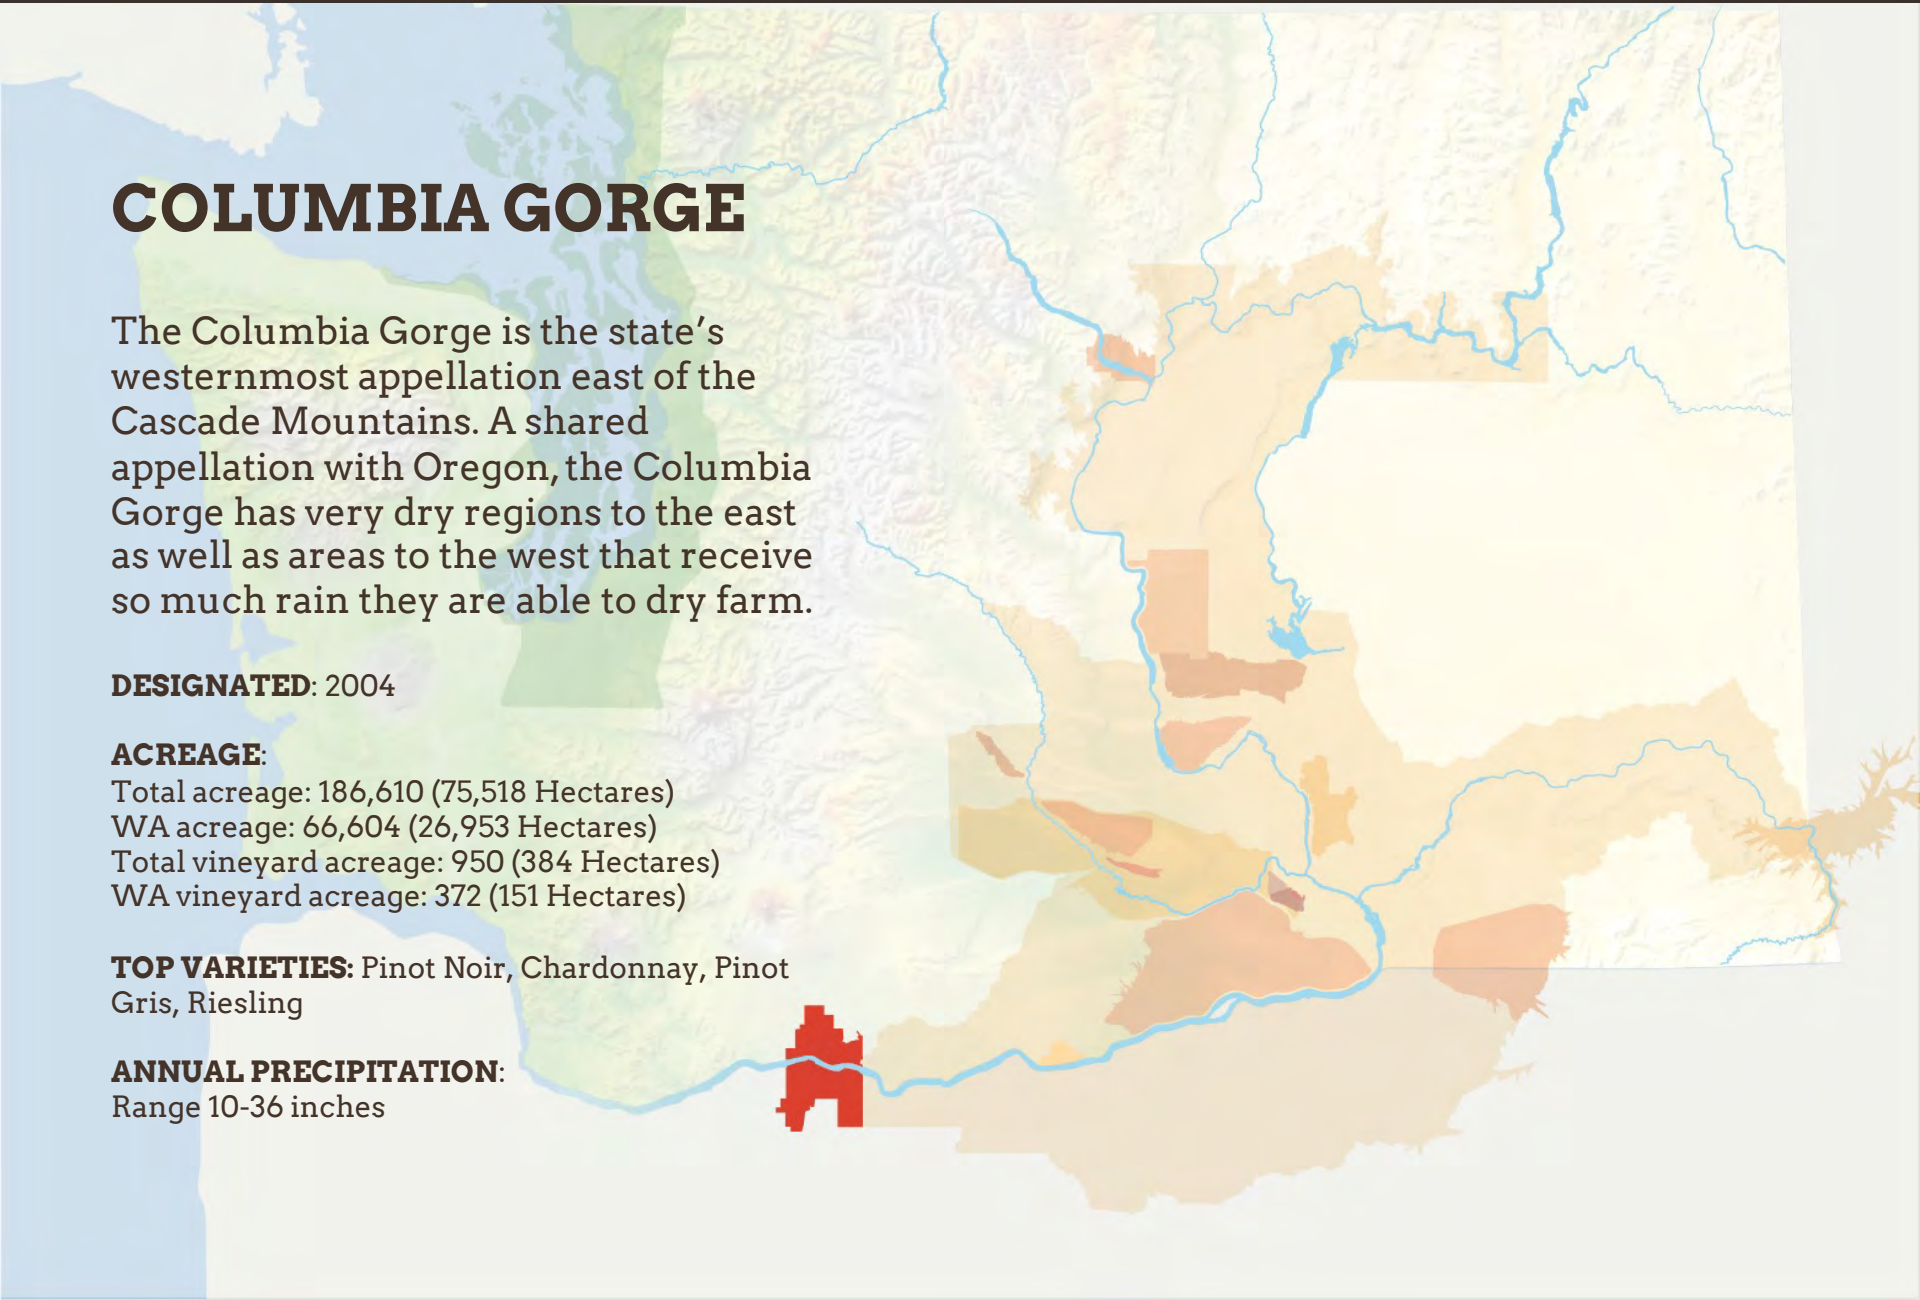 COLUMBIA GORGE
The Columbia Gorge is the state’s
westernmost appellation east of the
Cascade Mountains. A shared
appellation with Oregon, the Columbia
Gorge has very dry regions to the east
as well as areas to the west that receive
so much rain they are able to dry farm.
DESIGNATED: 2004
ACREAGE:
Total acreage: 186,610 (75,518 Hectares)
WA acreage: 66,604 (26,953 Hectares)
Total vineyard acreage: 950 (384 Hectares)
WA vineyard acreage: 372 (151 Hectares)
TOP VARIETIES: Pinot Noir, Chardonnay, Pinot
Gris, Riesling
ANNUAL PRECIPITATION:
Range 10-36 inches